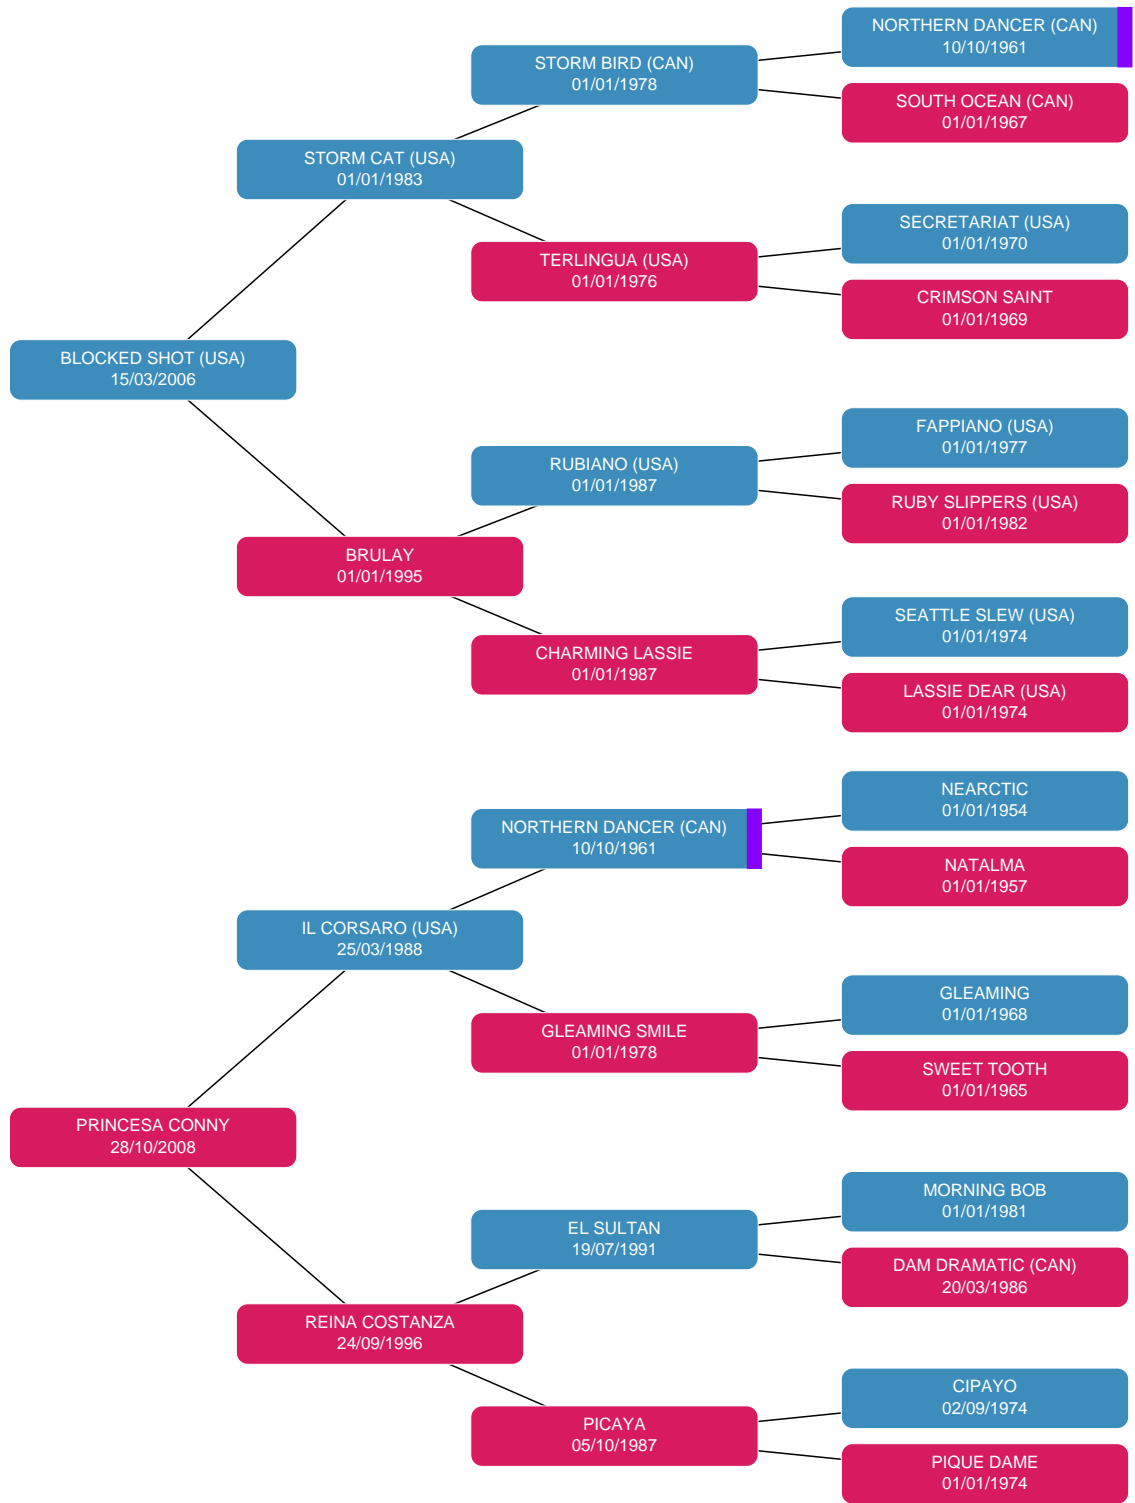 NORTHERN DANCER (CAN)
10/10/1961
STORM BIRD (CAN)
01/01/1978
SOUTH OCEAN (CAN)
01/01/1967
STORM CAT (USA)
01/01/1983
SECRETARIAT (USA)
01/01/1970
TERLINGUA (USA)
01/01/1976
CRIMSON SAINT
01/01/1969
BLOCKED SHOT (USA)
15/03/2006
FAPPIANO (USA)
01/01/1977
RUBIANO (USA)
01/01/1987
RUBY SLIPPERS (USA)
01/01/1982
BRULAY
01/01/1995
SEATTLE SLEW (USA)
01/01/1974
CHARMING LASSIE
01/01/1987
LASSIE DEAR (USA)
01/01/1974
NEARCTIC
01/01/1954
NORTHERN DANCER (CAN)
10/10/1961
NATALMA
01/01/1957
IL CORSARO (USA)
25/03/1988
GLEAMING
01/01/1968
GLEAMING SMILE
01/01/1978
SWEET TOOTH
01/01/1965
PRINCESA CONNY
28/10/2008
MORNING BOB
01/01/1981
EL SULTAN
19/07/1991
DAM DRAMATIC (CAN)
20/03/1986
REINA COSTANZA
24/09/1996
CIPAYO
02/09/1974
PICAYA
05/10/1987
PIQUE DAME
01/01/1974